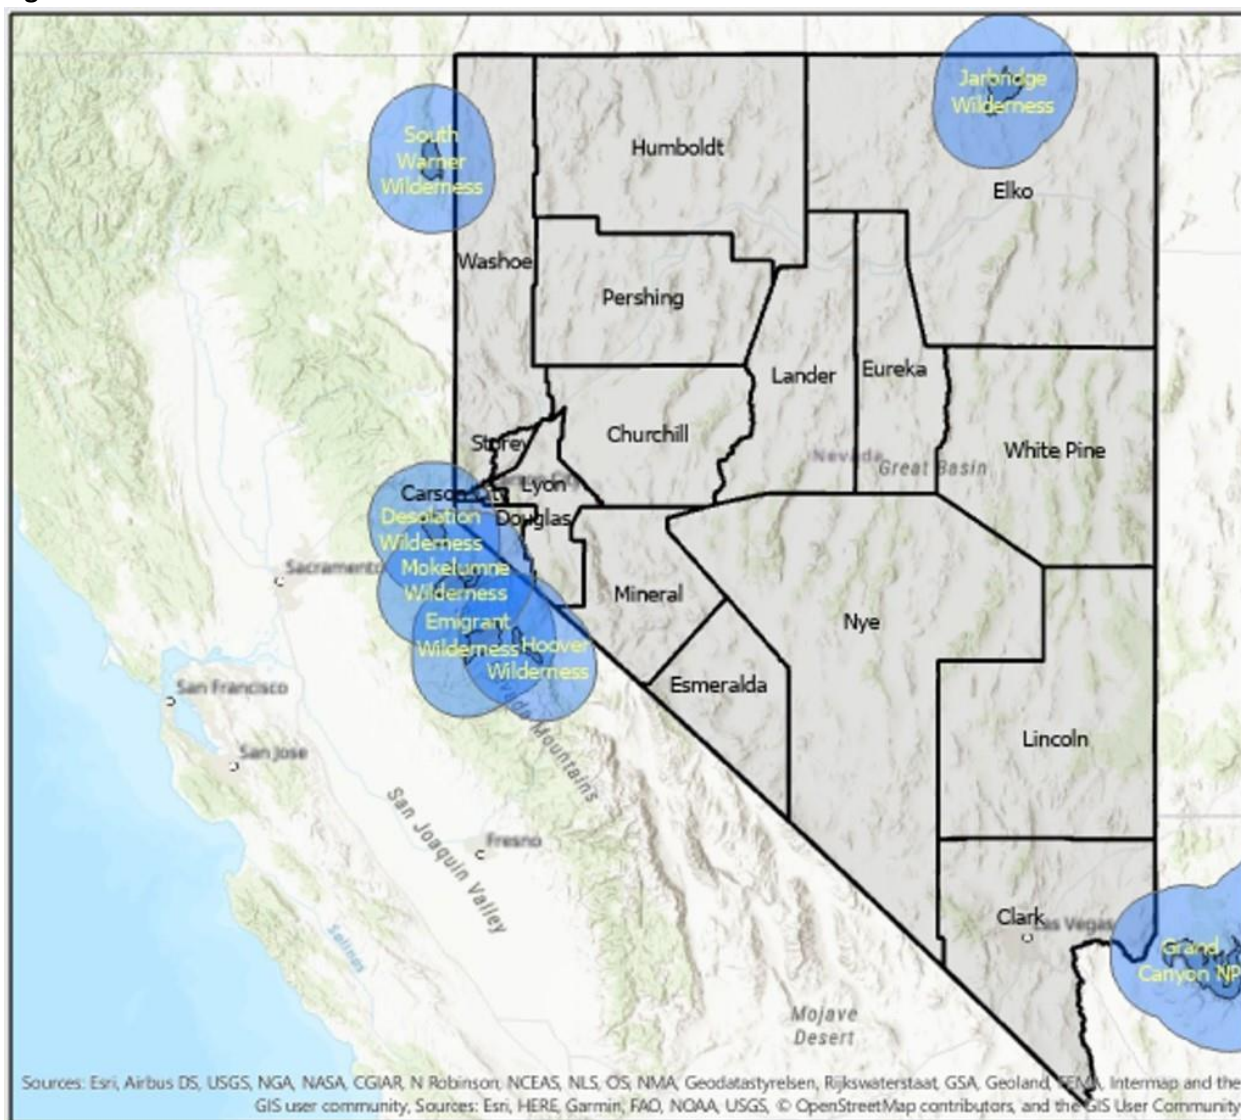 Jarbridge
Wilderness
South
Warner
Wilderness
Humboldt
Elko
Washoe
Pershing
Lander
Eureka
Churchill
Storey
White Pine
Nevada
Great Basin
Carson City
Lyon
Desolation
Wilderness
Douglas
Sacramento
Mokelumne
Wilderness
Mineral
Nye
Emigrant
Wilderness
Hoover
Wilderness
San Francisco
Esmeralda
Lincoln
San Jose
Mountains
San Joaquin Valley
Fresno
Clark
Las Vegas
Salinas
Grand
Canyon NP
Mojave
Desert
Sources: Esri, Airbus DS, USGS, NGA, NASA, CGIAR, N Robinson, NCEAS, NLS, OS, NMA, Geodatastyrelsen, Rijkswaterstaat, GSA, Geoland, FEMA, Intermap and the
GIS user community, Sources: Esri, HERE, Garmin, FAO, NOAA, USGS, © OpenStreetMap contributors, and the GIS User Community